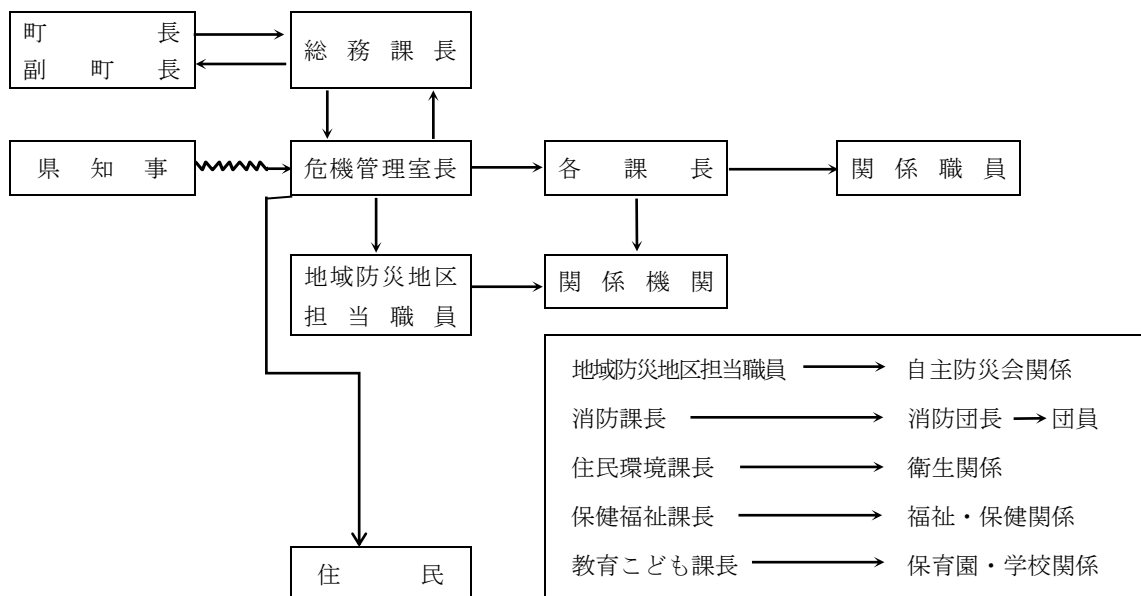 町長
副町長
総務課長
県知事
危機管理室長
各課長
関係職員
地域防災地区
担当職員
関係機関
地域防災地区担当職員 → 自主防災会関係
消防課長 → 消防団長 → 団員
住民環境課長 → 衛生関係
保健福祉課長 → 福祉・保健関係
教育こども課長 → 保育園・学校関係
住民